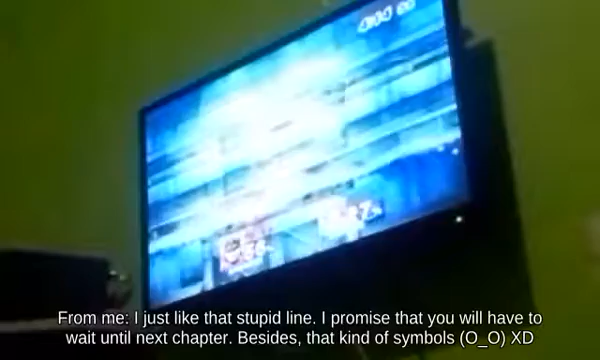 From me: I just like that stupid line. I promise that you will have to
wait until next chapter. Besides, that kind of symbols (O_O) XD